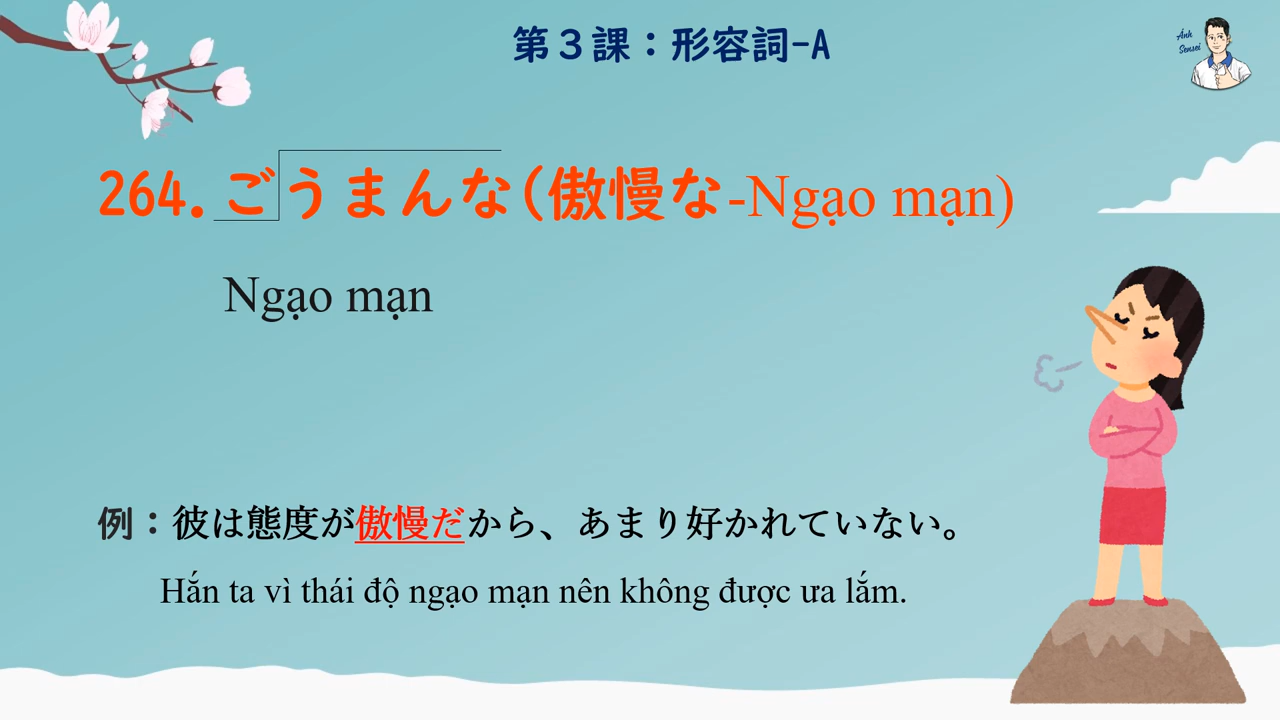 第３課：形容詞-A
Ánh
Sensei
264.ごうまんな(傲慢な-Ngạo mạn)
Ngạo mạn
例：彼は態度が傲慢だから、あまり好かれていない。
Hắn ta vì thái độ ngạo mạn nên không được ưa lắm.